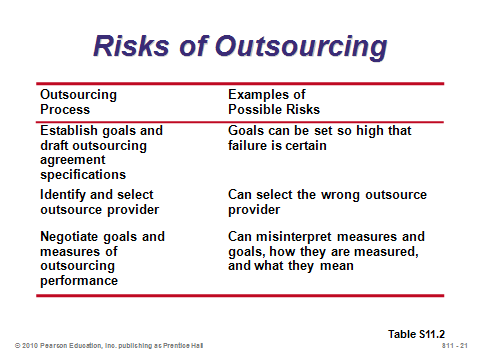 Risks of Outsourcing
Outsourcing Process
Examples of Possible Risks
Establish goals and
draft outsourcing
agreement
specifications
Goals can be set so high that
failure is certain
Identify and select
outsource provider
Can select the wrong outsource
provider
Negotiate goals and
measures of
outsourcing
performance
Can misinterpret measures and
goals, how they are measured,
and what they mean
Table S11.2
© 2010 Pearson Education, Inc. publishing as Prentice Hall
S11 - 21